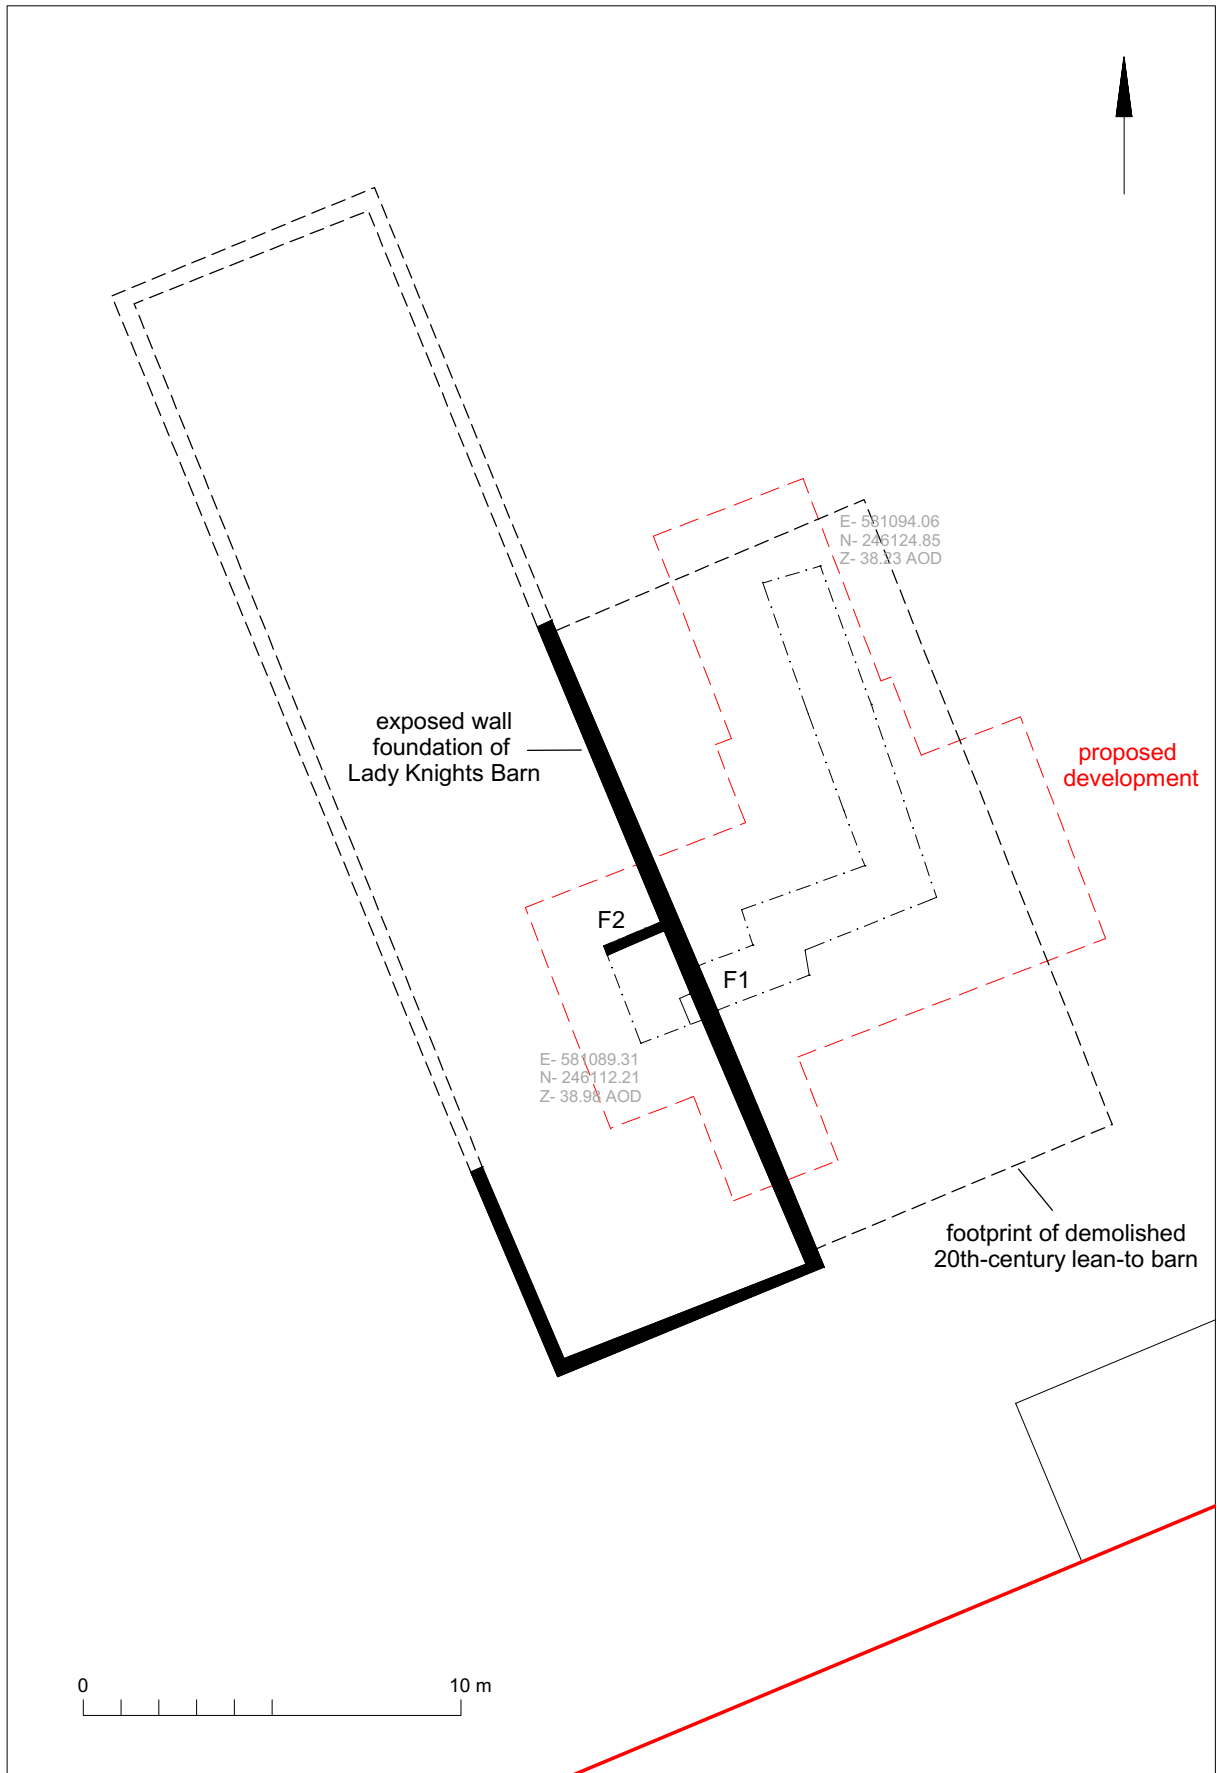 E- 581094.06
N- 246124.85
Z- 38.23 AOD
exposed wall
foundation of
Lady Knights Barn
proposed
development
F2
F1
E- 581089.31
N- 246112.21
Z- 38.98 AOD
footprint of demolished
20th-century lean-to barn
0 10 m